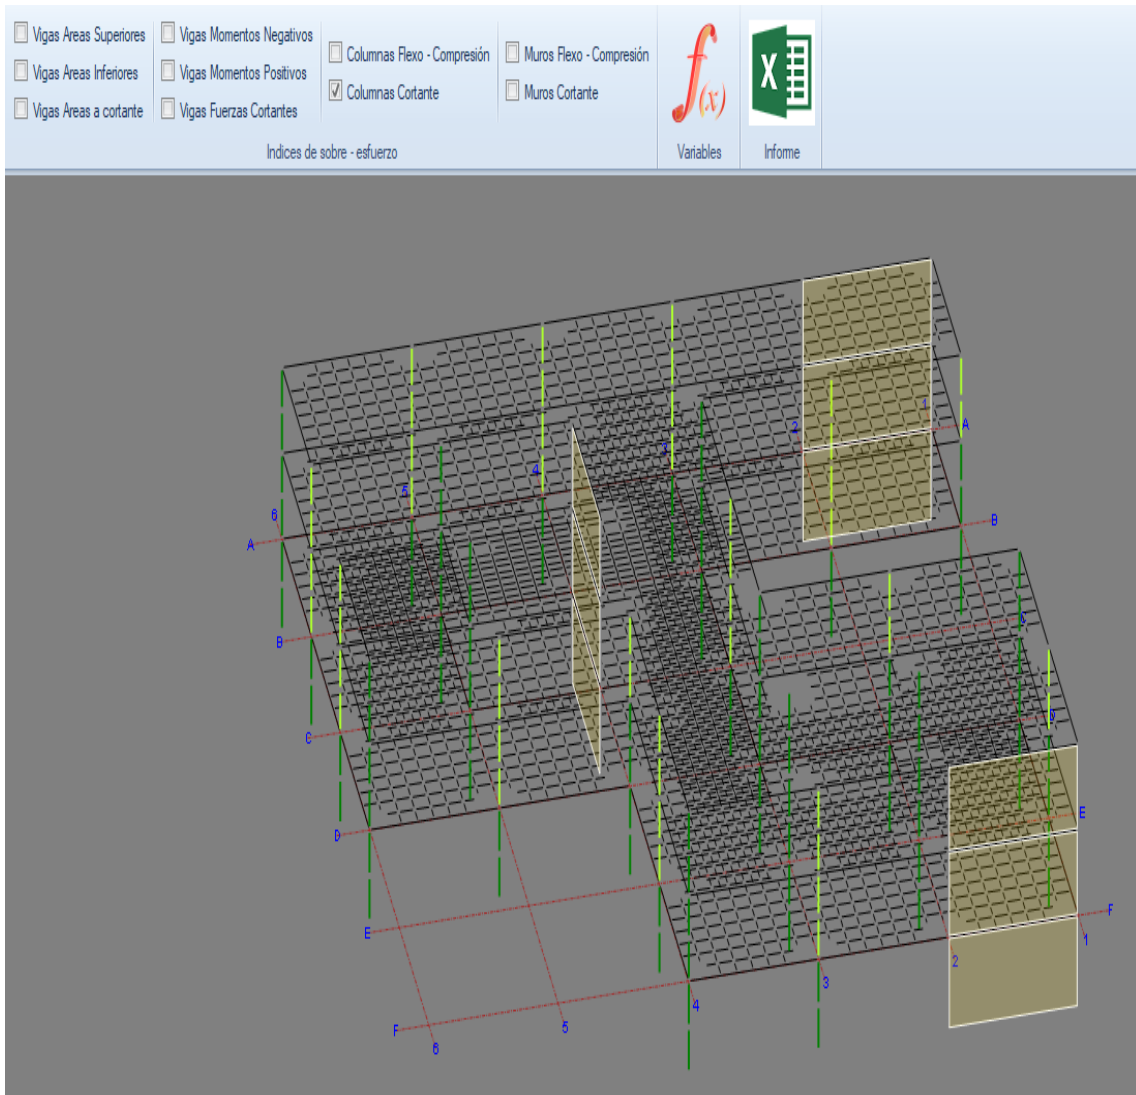 Vigas Areas Superiores
Vigas Areas Inferiores
Vigas Areas a cortante
Vigas Momentos Negativos
Vigas Momentos Positivos
Vigas Fuerzas Cortantes
Columnas Flexo - Compresión
Columnas Cortante
Muros Flexo - Compresión
Muros Cortante
Indices de sobre - esfuerzo
f(x)
Variables
X
Informe
1
A
2
3
4
5
6
A
B
B
C
C
D
D
E
E
F
1
2
3
4
F
5
6